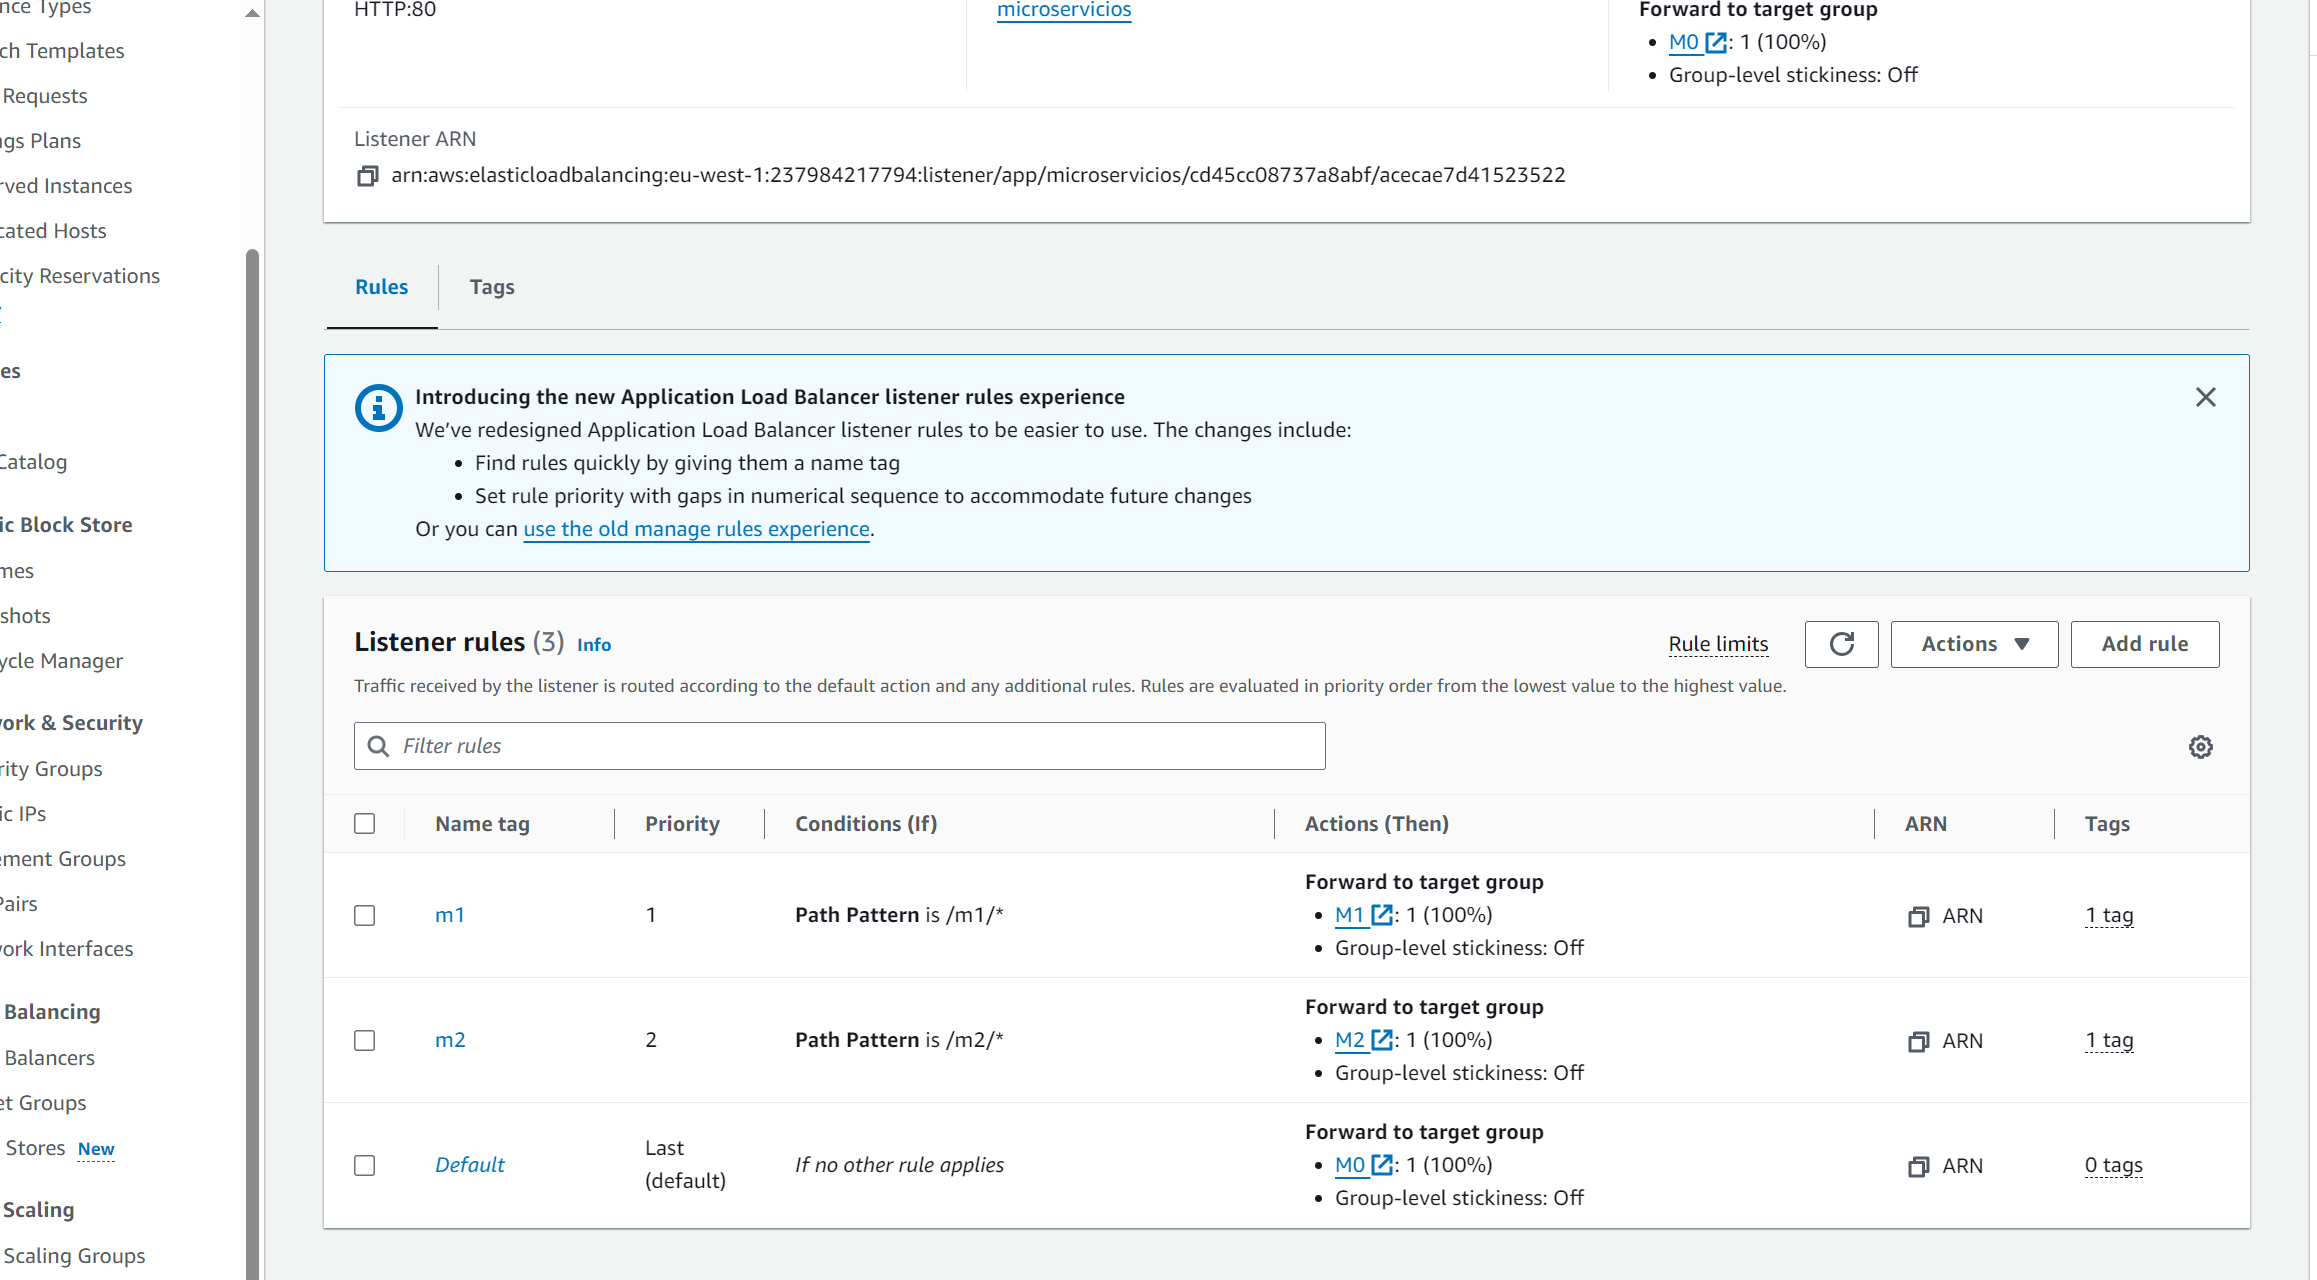 nce Types
ch Templates
Requests
ngs Plans
rved Instances
cated Hosts
city Reservations
es
Catalog
ic Block Store
mes
shots
ycle Manager
ork & Security
rity Groups
ic IPs
ement Groups
Pairs
ork Interfaces
Balancing
Balancers
et Groups
Stores New
Scaling
Scaling Groups
HTTP:80
microservicios
Forward to target group
M0 : 1 (100%)
Group-level stickiness: Off
Listener ARN
arn:aws:elasticloadbalancing:eu-west-1:237984217794:listener/app/microservicios/cd45cc08737a8abf/acecae7d41523522
Rules
Tags
Introducing the new Application Load Balancer listener rules experience
We've redesigned Application Load Balancer listener rules to be easier to use. The changes include:
• Find rules quickly by giving them a name tag
• Set rule priority with gaps in numerical sequence to accommodate future changes
Or you can use the old manage rules experience.
Listener rules (3) Info
Rule limits
Actions
Add rule
Traffic received by the listener is routed according to the default action and any additional rules. Rules are evaluated in priority order from the lowest value to the highest value.
Filter rules
Name tag Priority Conditions (If) Actions (Then) ARN Tags
Forward to target group
m1 1 Path Pattern is /m1/* • M1 : 1 (100%) ARN 1 tag
• Group-level stickiness: Off
Forward to target group
m2 2 Path Pattern is /m2/* • M2 : 1 (100%) ARN 1 tag
• Group-level stickiness: Off
Forward to target group
Default Last (default) If no other rule applies • M0 : 1 (100%) ARN 0 tags
• Group-level stickiness: Off